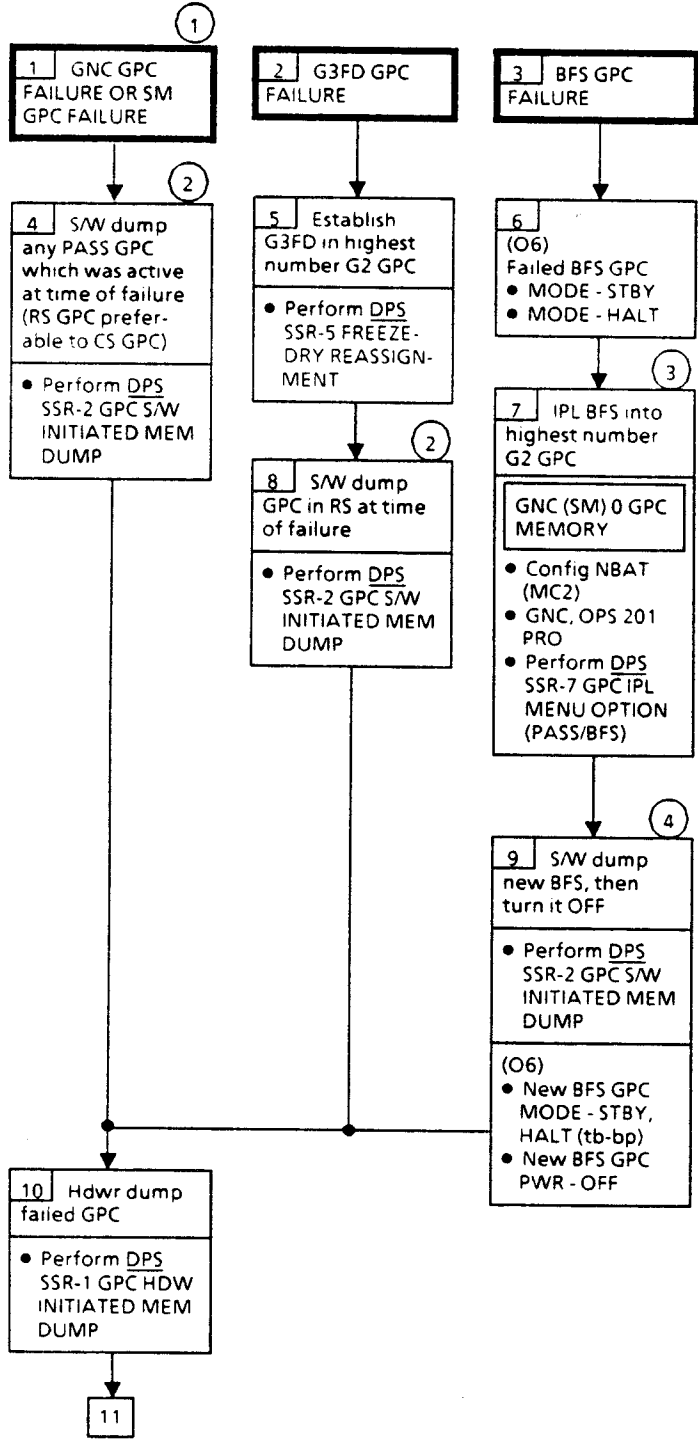 1
1 GNC GPC
FAILURE OR SM
GPC FAILURE
2 G3FD GPC
FAILURE
3 BFS GPC
FAILURE
2
4 S/W dump
any PASS GPC
which was active
at time of failure
(RS GPC prefer-
able to CS GPC)
• Perform DPS
SSR-2 GPC S/W
INITIATED MEM
DUMP
5 Establish
G3FD in highest
number G2 GPC
• Perform DPS
SSR-5 FREEZE-
DRY REASSIGN-
MENT
6
(O6)
Failed BFS GPC
• MODE - STBY
• MODE - HALT
3
7 IPL BFS into
highest number
G2 GPC
GNC (SM) 0 GPC
MEMORY
• Config NBAT
(MC2)
• GNC, OPS 201
PRO
• Perform DPS
SSR-7 GPC IPL
MENU OPTION
(PASS/BFS)
2
8 S/W dump
GPC in RS at time
of failure
• Perform DPS
SSR-2 GPC S/W
INITIATED MEM
DUMP
4
9 S/W dump
new BFS, then
turn it OFF
• Perform DPS
SSR-2 GPC S/W
INITIATED MEM
DUMP
(O6)
• New BFS GPC
MODE - STBY,
HALT (tb-bp)
• New BFS GPC
PWR - OFF
10 Hdwr dump
failed GPC
• Perform DPS
SSR-1 GPC HDW
INITIATED MEM
DUMP
11